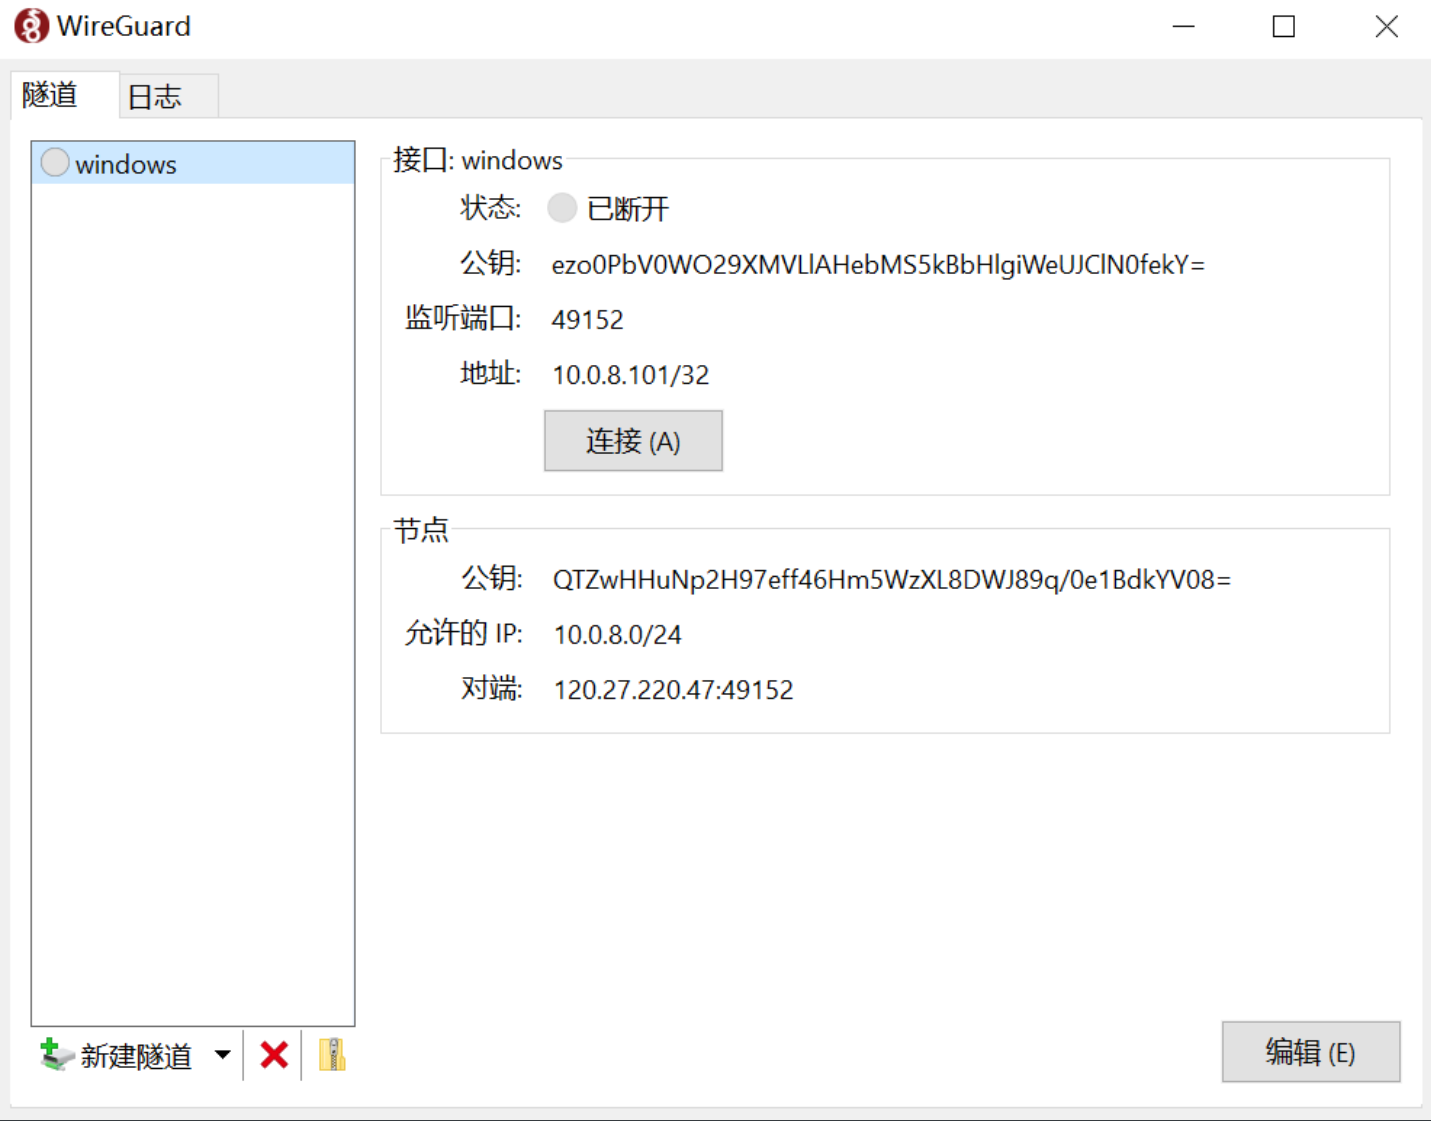 WireGuard
隧道
日志
windows
接口: windows
状态: 已断开
公钥: ezo0PbV0WO29XMVLlAHebMS5kBbHlgiWeUJClN0fekY=
监听端口: 49152
地址: 10.0.8.101/32
连接 (A)
节点
公钥: QTZwHHuNp2H97eff46Hm5WzXL8DWJ89q/0e1BdkYV08=
允许的 IP: 10.0.8.0/24
对端: 120.27.220.47:49152
新建隧道
编辑 (E)